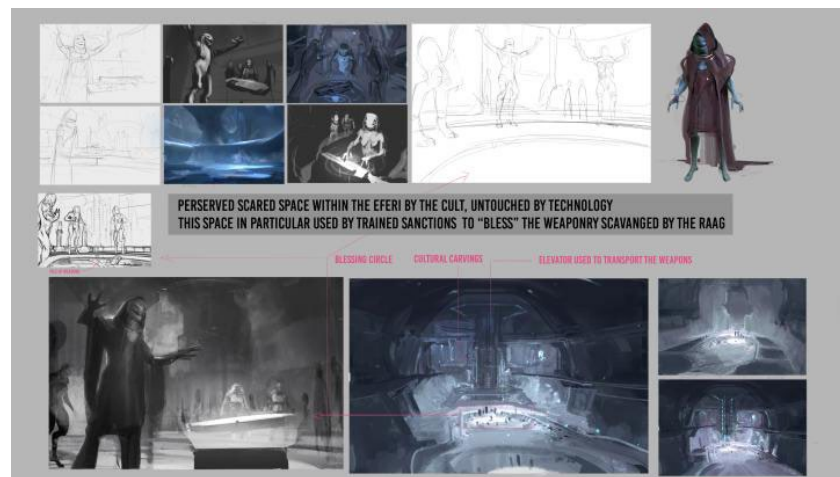 PERSERVED SCARED SPACE WITHIN THE EFERI BY THE CULT, UNTOUCHED BY TECHNOLOGY
THIS SPACE IN PARTICULAR USED BY TRAINED SANCTIONS TO “BLESS” THE WEAPONRY SCAVANGED BY THE RAAG
BLESSING CIRCLE
CULTURAL CARVINGS
ELEVATOR USED TO TRANSPORT THE WEAPONS